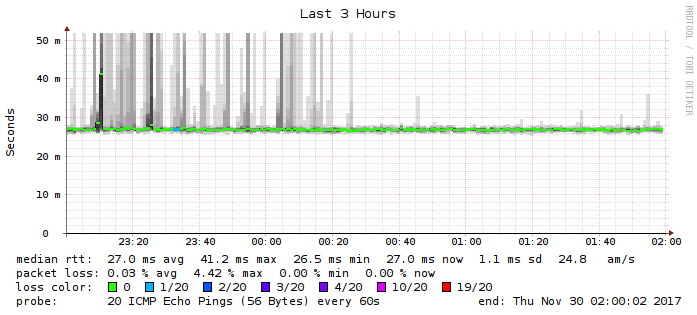 Last 3 Hours
RRDTOOL / TOBI OETIKER
Seconds
50 m
40 m
30 m
20 m
10 m
0
23:20 23:40 00:00 00:20 00:40 01:00 01:20 01:40 02:00
median rtt: 27.0 ms avg 41.2 ms max 26.5 ms min 27.0 ms now 1.1 ms sd 24.8 am/s
packet loss: 0.03 % avg 4.42 % max 0.00 % min 0.00 % now
loss color: 0 1/20 2/20 3/20 4/20 10/20 19/20
probe: 20 ICMP Echo Pings (56 Bytes) every 60s end: Thu Nov 30 02:00:02 2017